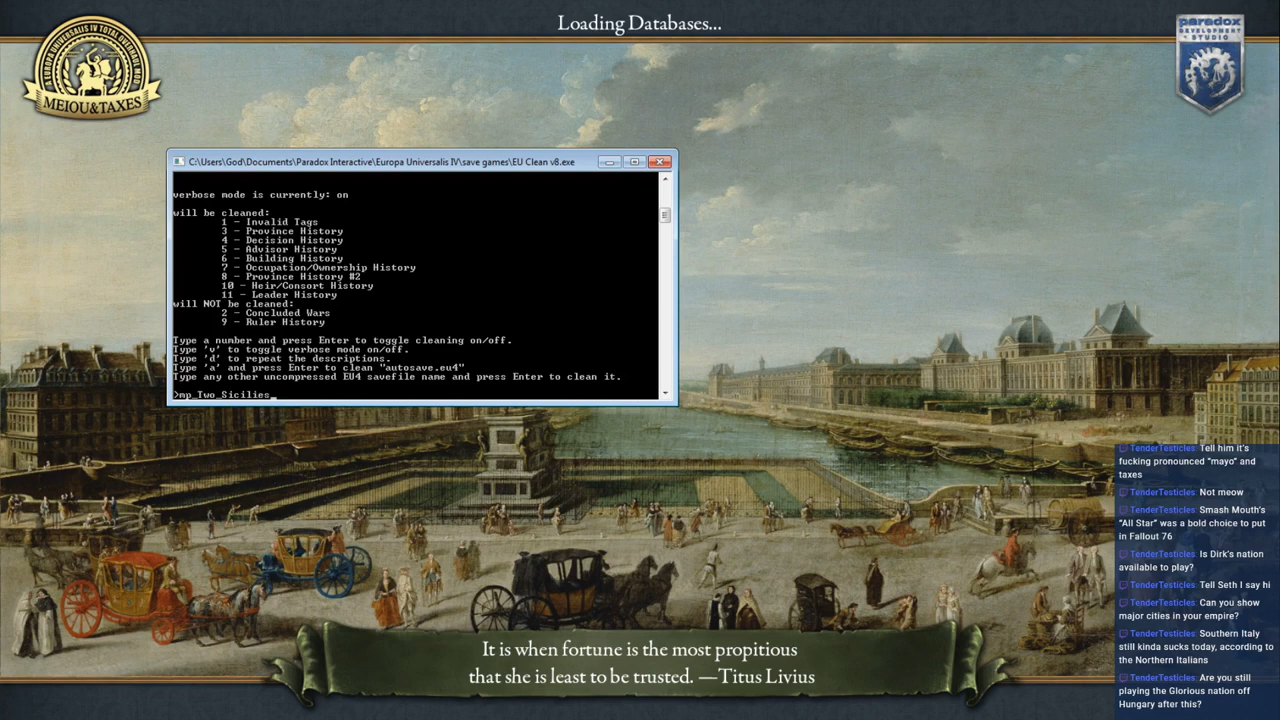 Loading Databases...
A EUROPA UNIVERSALIS IV TOTAL OVERHAUL MOD
MEIOU&TAXES
paradox
DEVELOPMENT
STUDIO
C:\Users\God\Documents\Paradox Interactive\Europa Universalis IV\save games\EU Clean v8.exe
verbose mode is currently: on
will be cleaned:
1 - Invalid Tags
3 - Province History
4 - Decision History
5 - Advisor History
6 - Building History
7 - Occupation/Ownership History
8 - Province History #2
10 - Heir/Consort History
11 - Leader History
will NOT be cleaned:
2 - Concluded Wars
9 - Ruler History
Type a number and press Enter to toggle cleaning on/off.
Type 'v' to toggle verbose mode on/off.
Type 'd' to repeat the descriptions.
Type 'a' and press Enter to clean "autosave.eu4"
Type any other uncompressed EU4 savefile name and press Enter to clean it.
>mp_Two_Sicilies_
It is when fortune is the most propitious
that she is least to be trusted. —Titus Livius
TenderTesticles Tell him it's
fucking pronounced "mayo" and
taxes
TenderTesticles Not meow
TenderTesticles Smash Mouth's
"All Star" was a bold choice to put
in Fallout 76
TenderTesticles Is Dirk's nation
available to play?
TenderTesticles Tell Seth I say hi
TenderTesticles Can you show
major cities in your empire?
TenderTesticles Southern Italy
still kinda sucks today, according to
the Northern Italians
TenderTesticles Are you still
playing the Glorious nation off
Hungary after this?